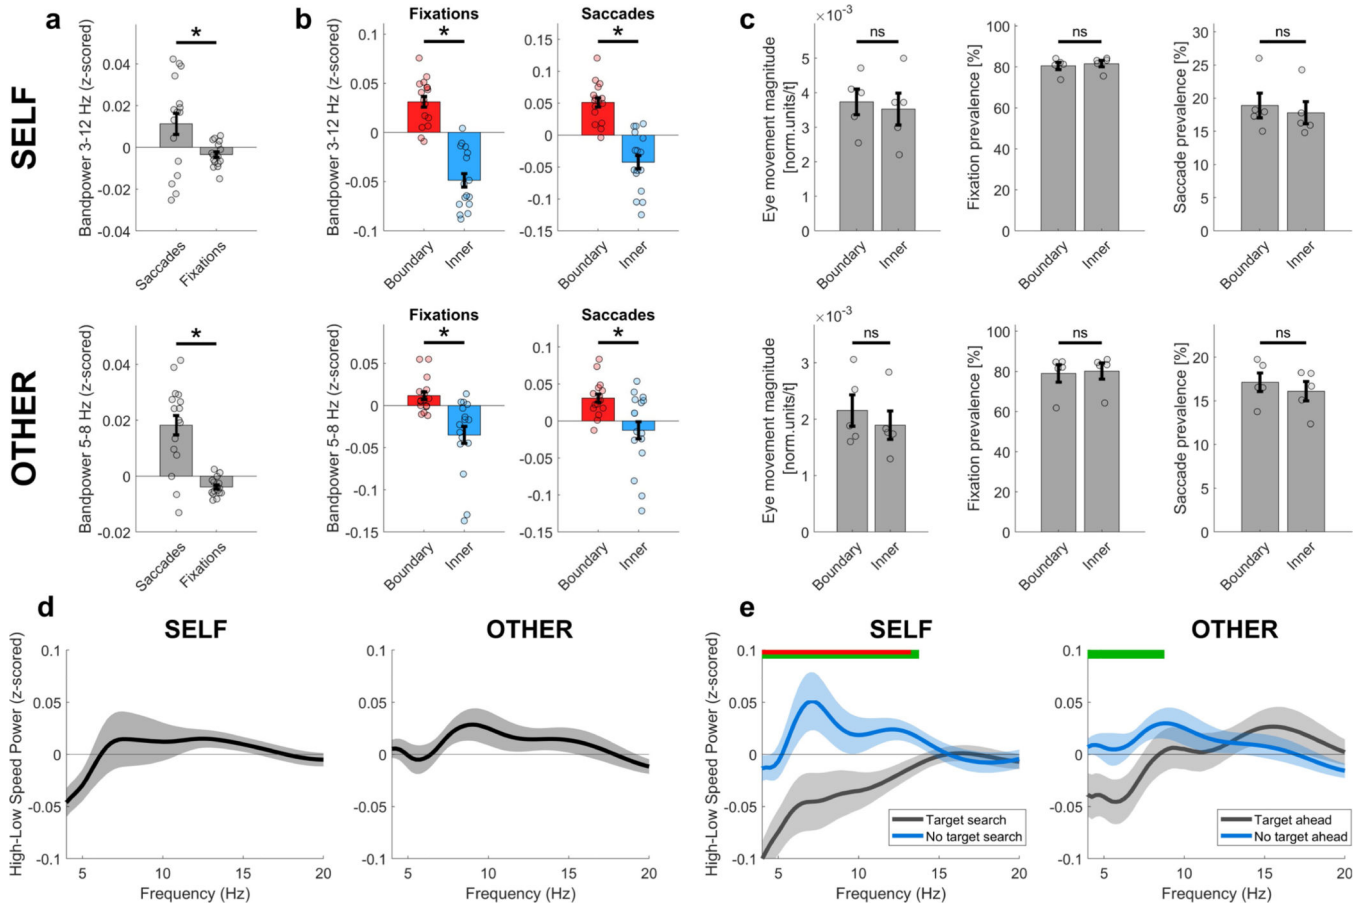 a
b
c
SELF
Bandpower 3-12 Hz (z-scored)
0.04
0.02
0
-0.02
-0.04
*
Saccades
Fixations
Fixations
Bandpower 3-12 Hz (z-scored)
0.1
0.05
0
-0.05
-0.1
*
Boundary
Inner
Saccades
0.15
0.1
0.05
0
-0.05
-0.1
-0.15
*
Boundary
Inner
×10⁻³
Eye movement magnitude
[norm.units/t]
5
4
3
2
1
0
ns
Boundary
Inner
Fixation prevalence [%]
100
80
60
40
20
0
ns
Boundary
Inner
Saccade prevalence [%]
30
25
20
15
10
5
0
ns
Boundary
Inner
OTHER
Bandpower 5-8 Hz (z-scored)
0.04
0.02
0
-0.02
*
Saccades
Fixations
Fixations
Bandpower 5-8 Hz (z-scored)
0.05
0
-0.05
-0.1
-0.15
*
Boundary
Inner
Saccades
0.1
0.05
0
-0.05
-0.1
-0.15
*
Boundary
Inner
×10⁻³
Eye movement magnitude
[norm.units/t]
3
2
1
0
ns
Boundary
Inner
Fixation prevalence [%]
100
80
60
40
20
0
ns
Boundary
Inner
Saccade prevalence [%]
20
15
10
5
0
ns
Boundary
Inner
d
SELF
High-Low Speed Power (z-scored)
0.1
0.05
0
-0.05
-0.1
5 10 15 20
Frequency (Hz)
OTHER
0.1
0.05
0
-0.05
-0.1
5 10 15 20
Frequency (Hz)
e
SELF
High-Low Speed Power (z-scored)
0.1
0.05
0
-0.05
-0.1
Target search
No target search
5 10 15 20
Frequency (Hz)
OTHER
0.1
0.05
0
-0.05
-0.1
Target ahead
No target ahead
5 10 15 20
Frequency (Hz)